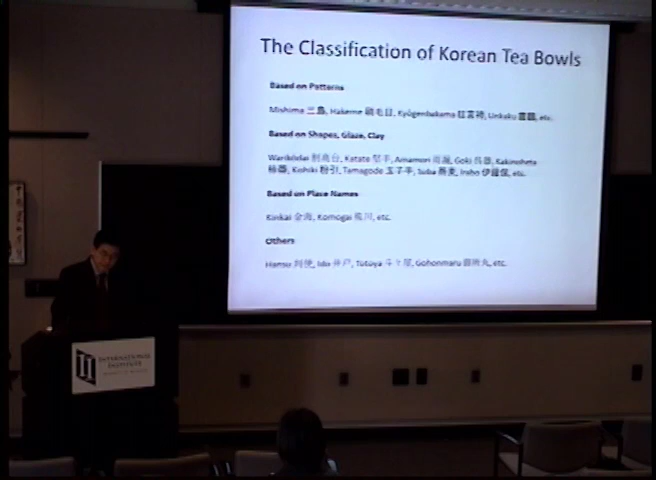 The Classification of Korean Tea Bowls
Based on Patterns
Mishima 三島, Hakeme 刷毛目, Kyōgenbakama 狂言袴, Unkaku 雲鶴, etc.
Based on Shapes, Glaze, Clay
Warikōdai 割高台, Katate 堅手, Amamori 雨漏, Goki 呉器, Kakinoheta
柿蔕, Kohiki 粉引, Tamagode 玉子手, Soba 蕎麦, Irabo 伊羅保, etc.
Based on Place Names
Kinkai 金海, Komogai 熊川, etc.
Others
Hansu 判使, Ido 井戸, Totoya 斗々屋, Gohonmaru 御所丸, etc.
INTERNATIONAL
INSTITUTE